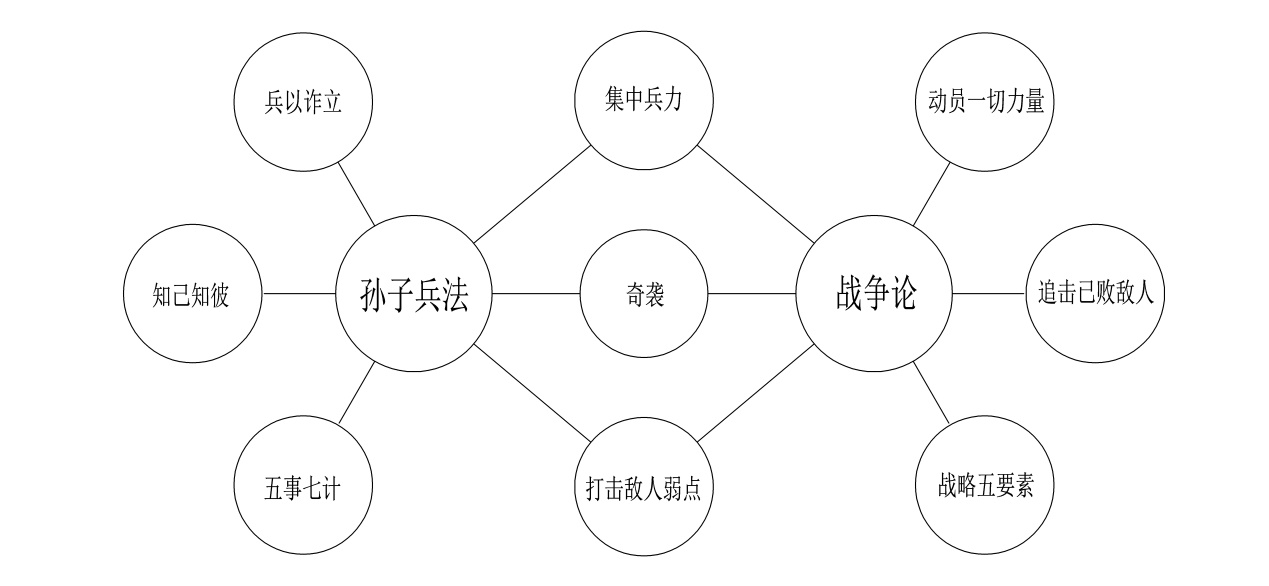 兵以诈立
集中兵力
动员一切力量
知己知彼
孙子兵法
奇袭
战争论
追击已败敌人
五事七计
打击敌人弱点
战略五要素